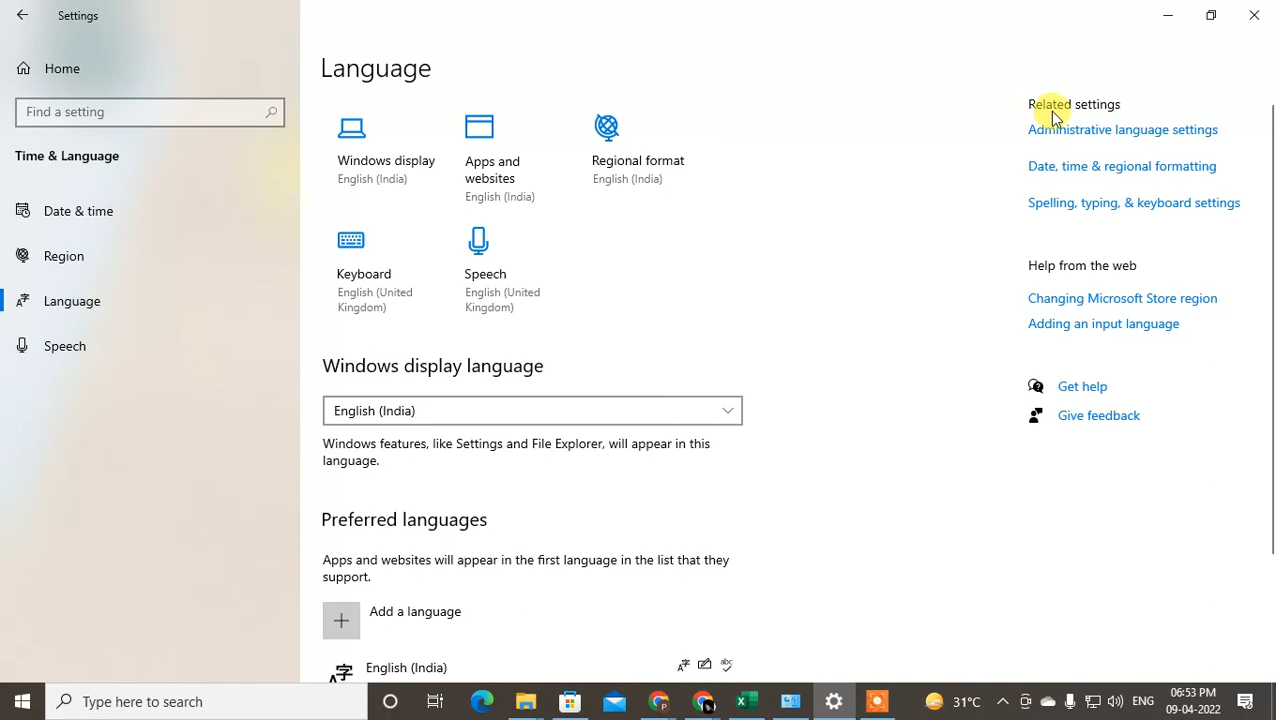 Settings
Home
Find a setting
Time & Language
Date & time
Region
Language
Speech
Language
Windows display
English (India)
Apps and
websites
English (India)
Regional format
English (India)
Keyboard
English (United
Kingdom)
Speech
English (United
Kingdom)
Windows display language
English (India)
Windows features, like Settings and File Explorer, will appear in this
language.
Preferred languages
Apps and websites will appear in the first language in the list that they
support.
Add a language
English (India)
Related settings
Administrative language settings
Date, time & regional formatting
Spelling, typing, & keyboard settings
Help from the web
Changing Microsoft Store region
Adding an input language
Get help
Give feedback
Type here to search
31°C
ENG
06:53 PM
09-04-2022